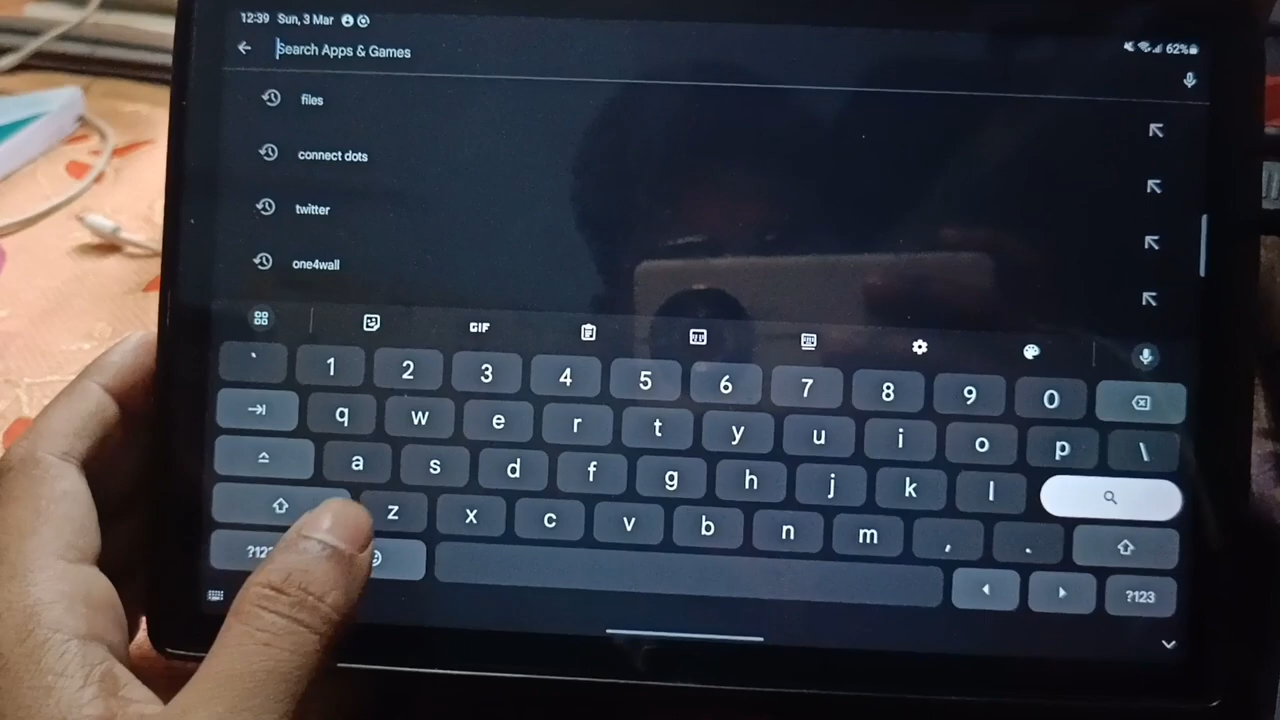 12:39 Sun, 3 Mar 62%
Search Apps & Games
files
connect dots
twitter
one4wall
GIF
` 1 2 3 4 5 6 7 8 9 0
q w e r t y u i o p \
a s d f g h j k l
z x c v b n m , .
?123 ?123